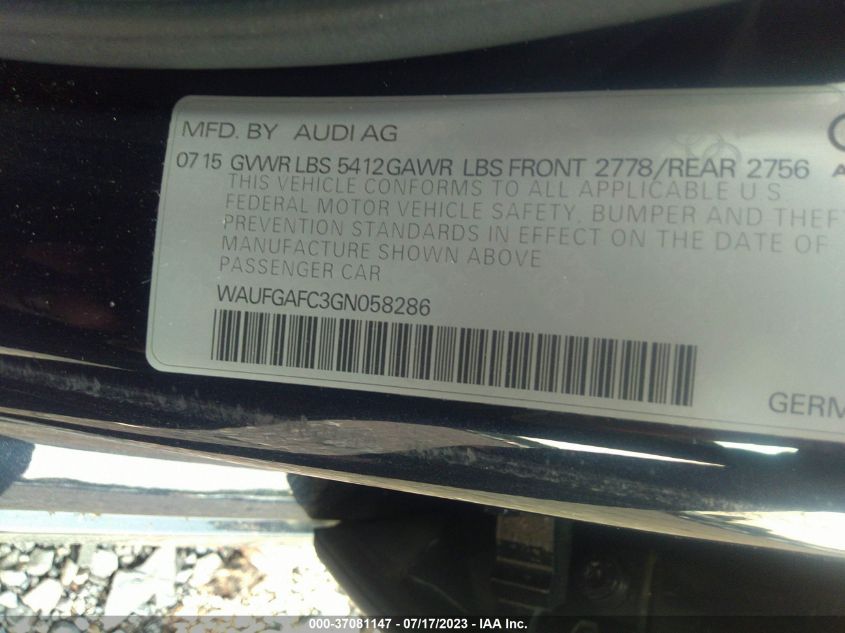 MFD. BY AUDI AG
07 15 GVWR LBS 5412 GAWR LBS FRONT 2778/REAR 2756
THIS VEHICLE CONFORMS TO ALL APPLICABLE U S
FEDERAL MOTOR VEHICLE SAFETY. BUMPER AND THEFT
PREVENTION STANDARDS IN EFFECT ON THE DATE OF
MANUFACTURE SHOWN ABOVE
PASSENGER CAR
WAUFGAFC3GN058286
GERM
000-37081147 - 07/17/2023 - IAA Inc.